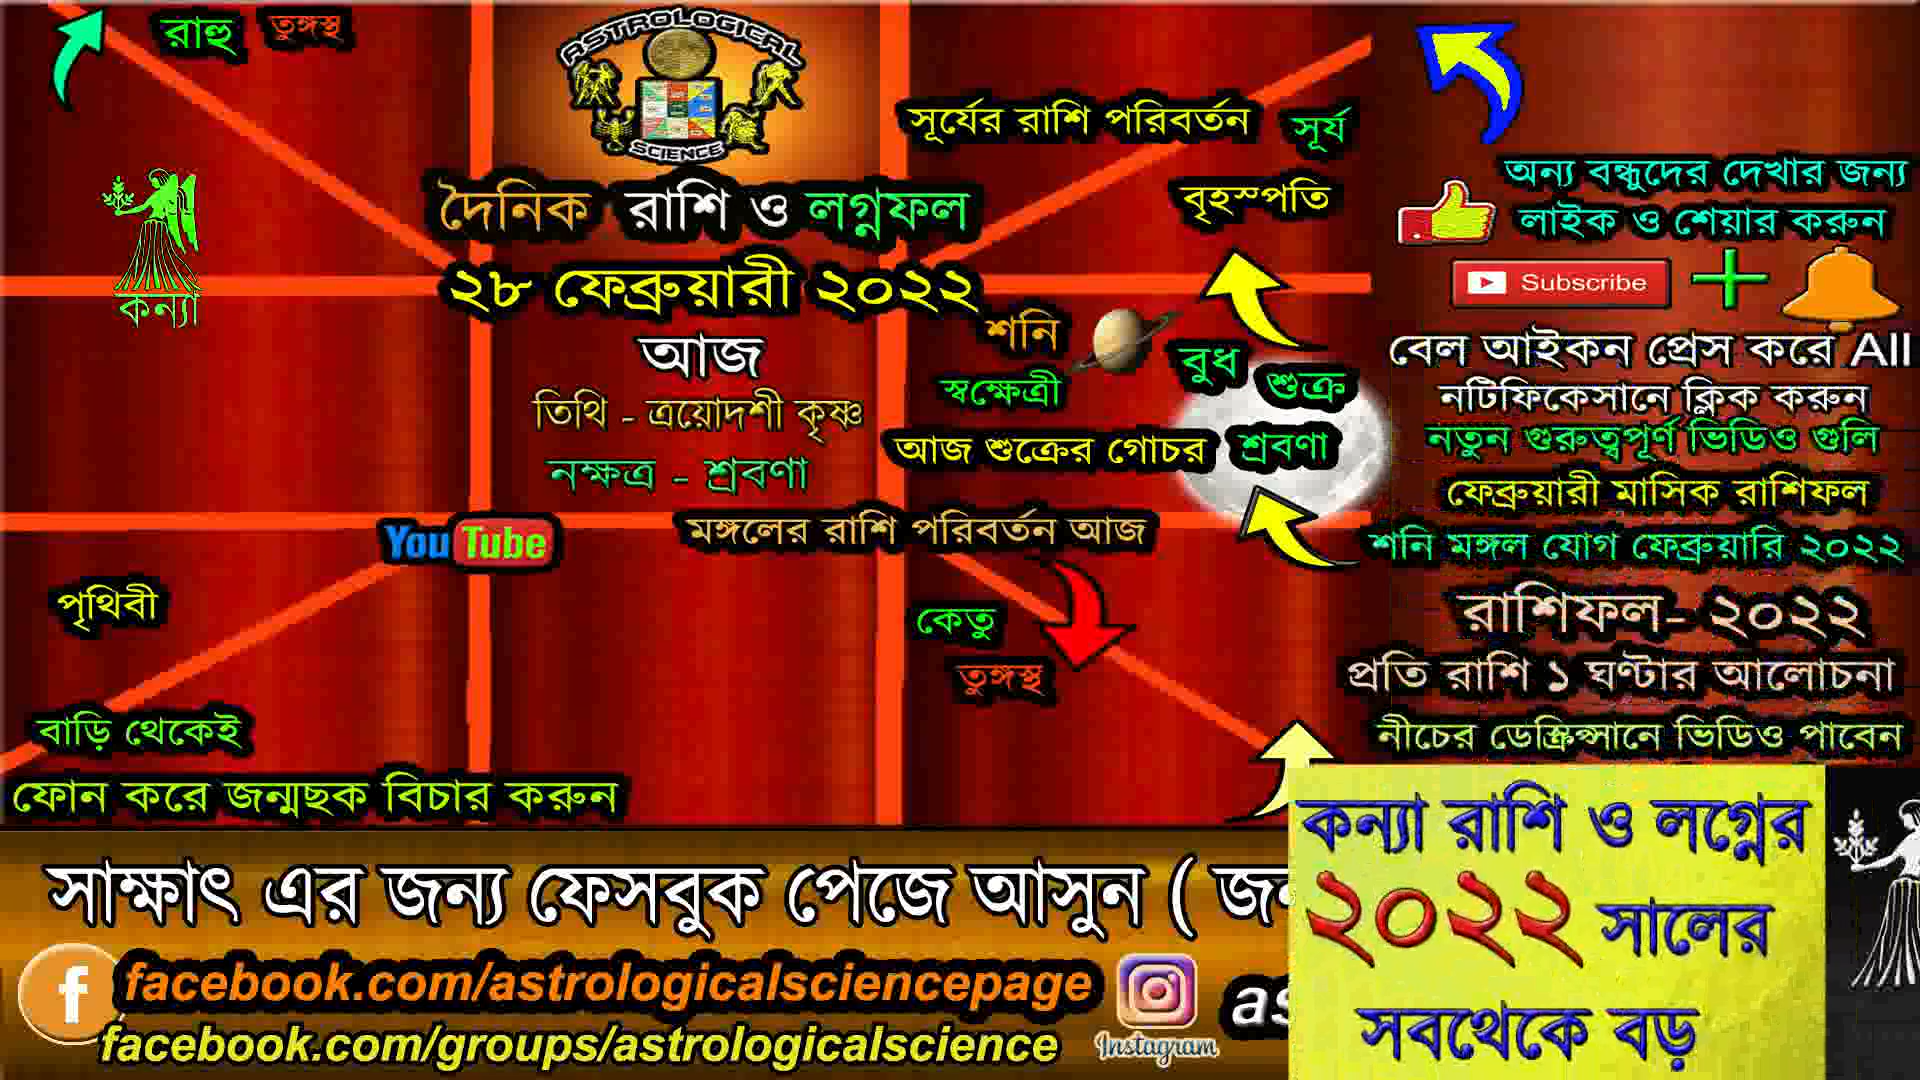 রাহু তুঙ্গস্থ
ASTROLOGICAL
SCIENCE
সূর্যের রাশি পরিবর্তন সূর্য
বৃহস্পতি
দৈনিক রাশি ও লগ্নফল
২৮ ফেব্রুয়ারী ২০২২
আজ
তিথি - ত্রয়োদশী কৃষ্ণ
নক্ষত্র - শ্রবণা
কন্যা
শনি
স্বক্ষেত্রী
বুধ
শুক্র
আজ শুক্রের গোচর শ্রবণা
YouTube
মঙ্গলের রাশি পরিবর্তন আজ
কেতু
তুঙ্গস্থ
পৃথিবী
বাড়ি থেকেই
ফোন করে জন্মছক বিচার করুন
অন্য বন্ধুদের দেখার জন্য
লাইক ও শেয়ার করুন
Subscribe
বেল আইকন প্রেস করে All
নটিফিকেসানে ক্লিক করুন
নতুন গুরুত্বপূর্ণ ভিডিও গুলি
ফেব্রুয়ারী মাসিক রাশিফল
শনি মঙ্গল যোগ ফেব্রুয়ারি ২০২২
রাশিফল- ২০২২
প্রতি রাশি ১ ঘণ্টার আলোচনা
নীচের ডেস্ক্রিপ্সানে ভিডিও পাবেন
কন্যা রাশি ও লগ্নের
২০২২ সালের
সবথেকে বড়
সাক্ষাৎ এর জন্য ফেসবুক পেজে আসুন (
facebook.com/astrologicalsciencepage
facebook.com/groups/astrologicalscience
Instagram
as